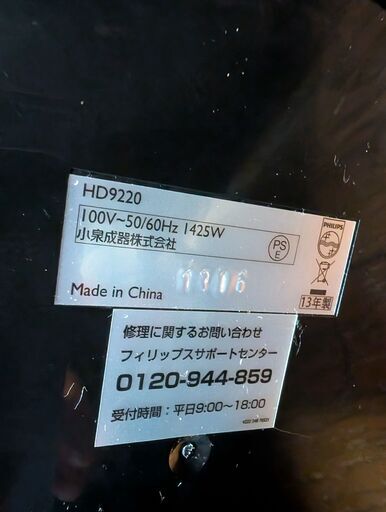 HD9220
100V~50/60Hz 1425W
小泉成器株式会社
PS
E
PHILIPS
Made in China
1316
13年製
修理に関するお問い合わせ
フィリップスサポートセンター
0120-944-859
受付時間：平日9:00～18:00